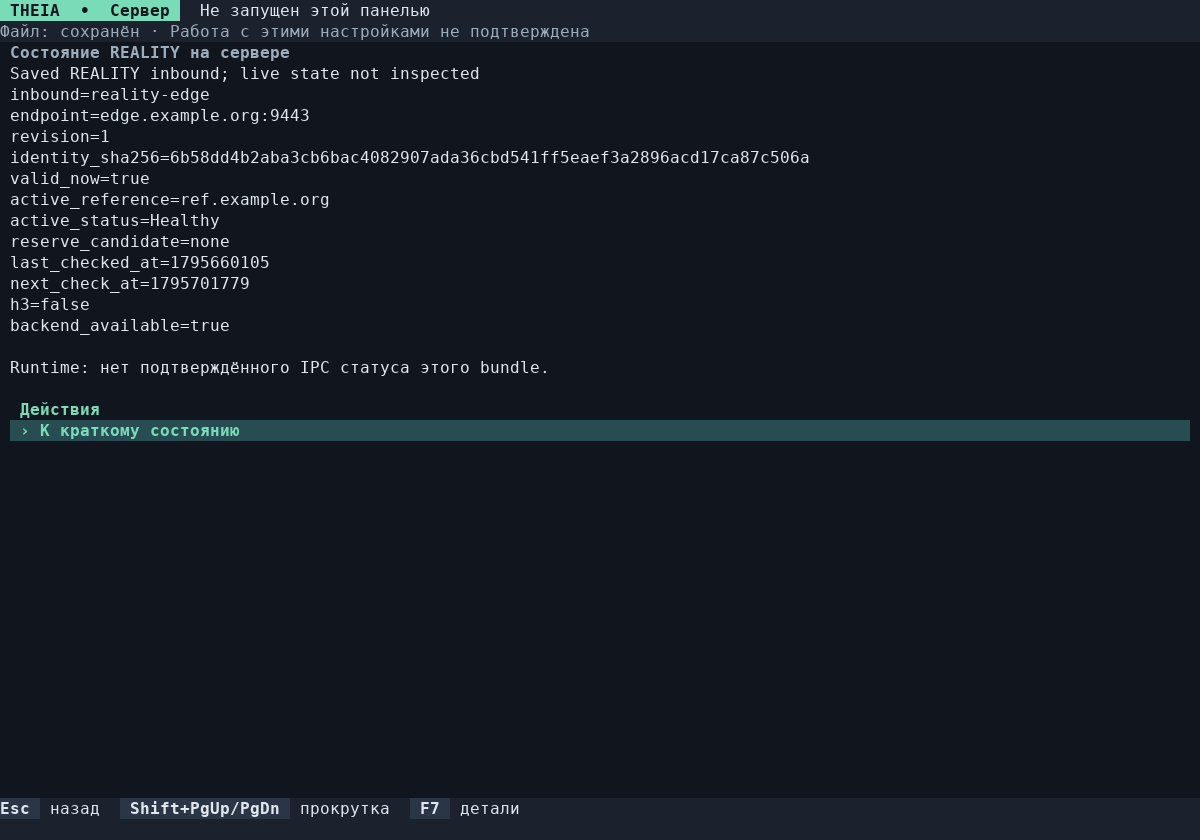 THEIA • Сервер Не запущен этой панелью
Файл: сохранён · Работа с этими настройками не подтверждена
Состояние REALITY на сервере
Saved REALITY inbound; live state not inspected
inbound=reality-edge
endpoint=edge.example.org:9443
revision=1
identity_sha256=6b58dd4b2aba3cb6bac4082907ada36cbd541ff5eaef3a2896acd17ca87c506a
valid_now=true
active_reference=ref.example.org
active_status=Healthy
reserve_candidate=none
last_checked_at=1795660105
next_check_at=1795701779
h3=false
backend_available=true
Runtime: нет подтверждённого IPC статуса этого bundle.
Действия
› К краткому состоянию
Esc назад Shift+PgUp/PgDn прокрутка F7 детали